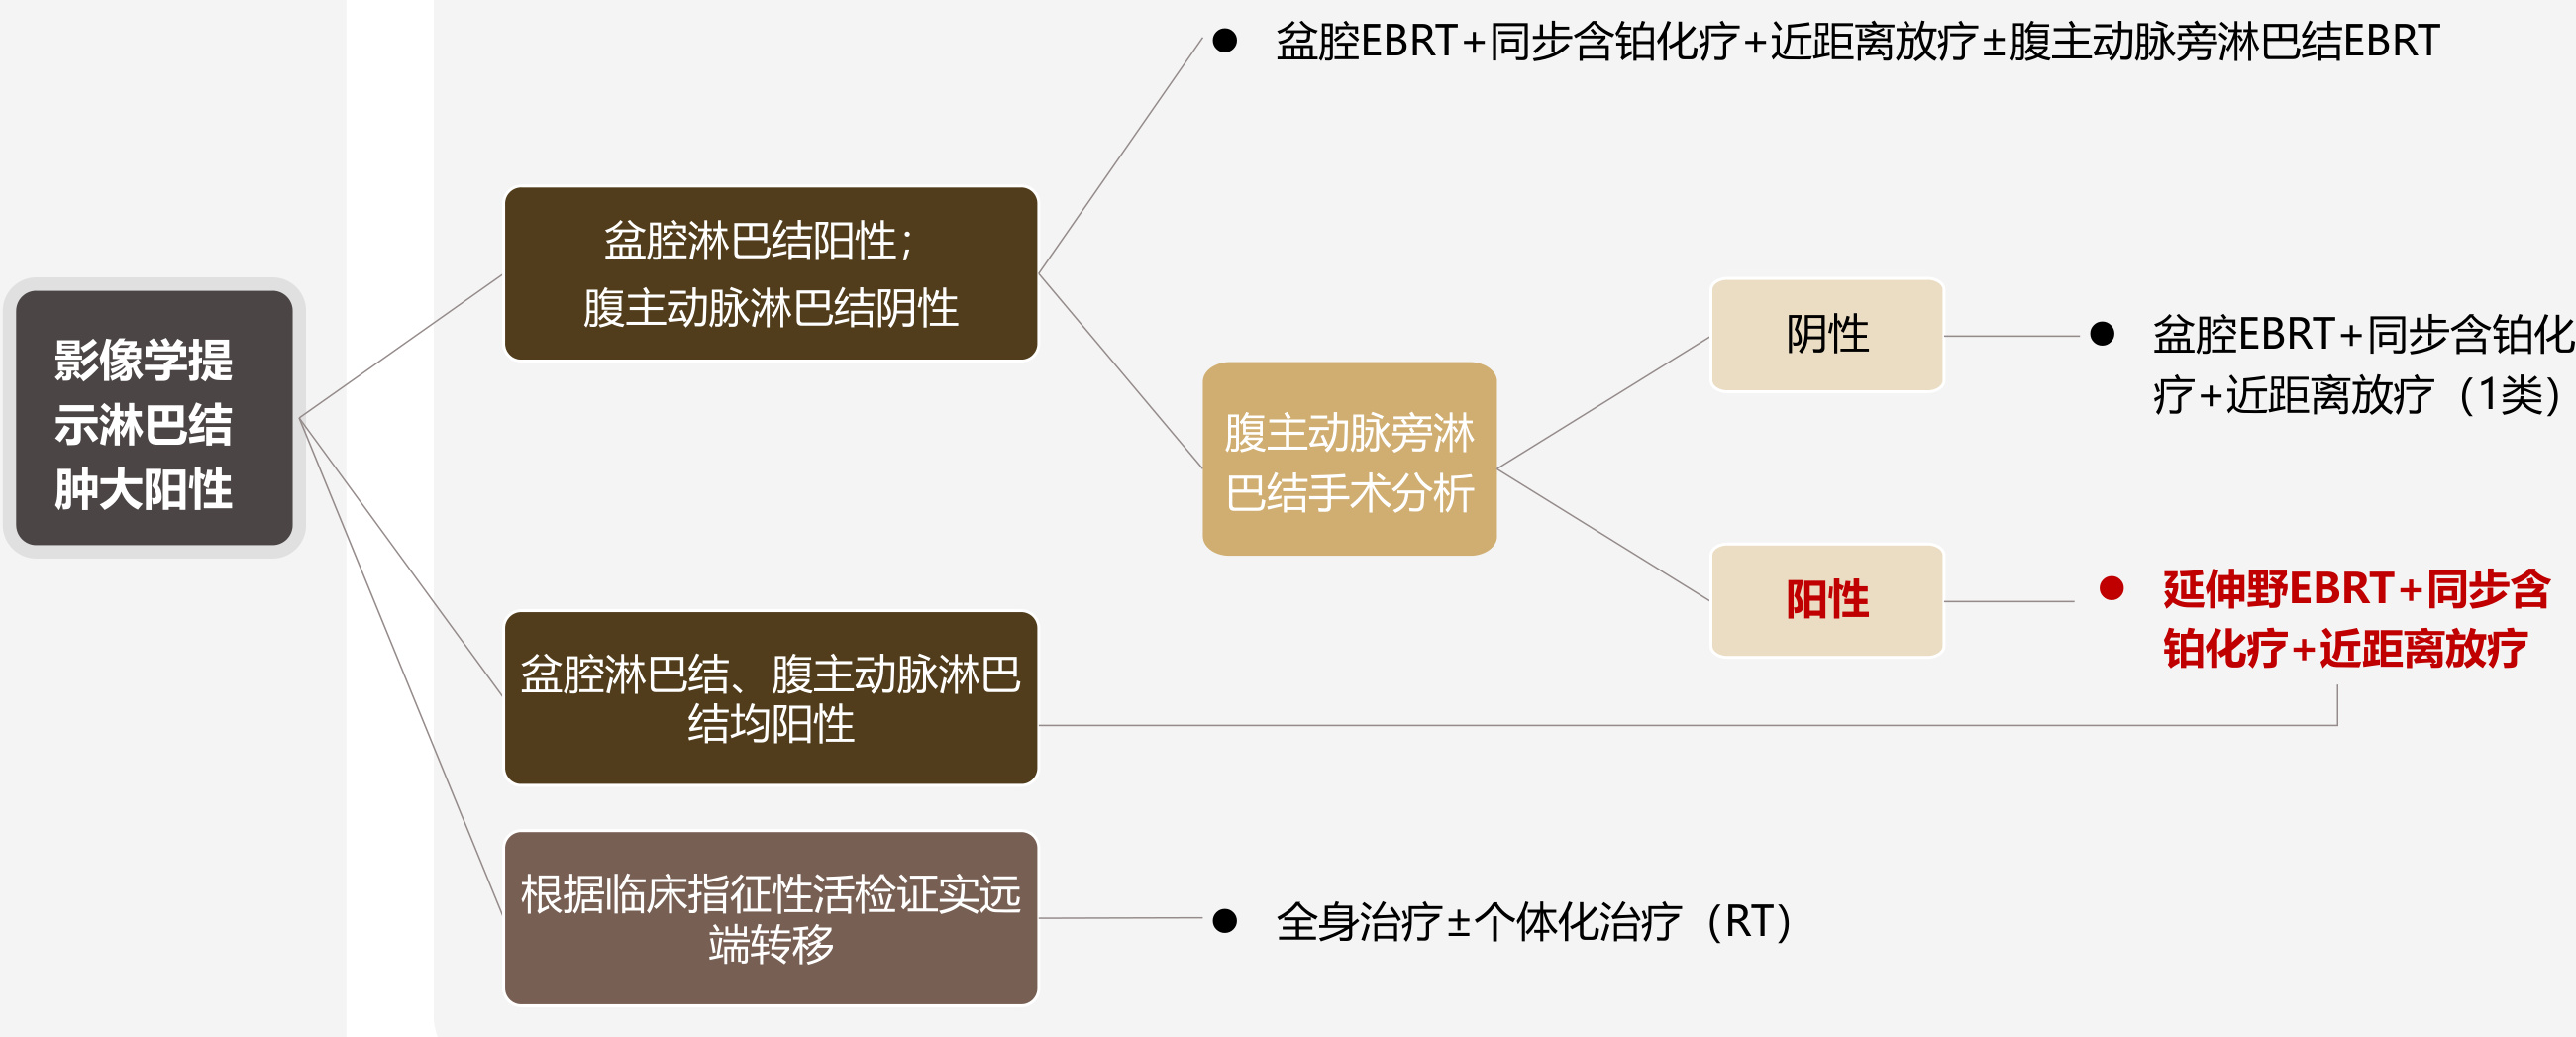 影像学提
示淋巴结
肿大阳性
盆腔淋巴结阳性；
腹主动脉淋巴结阴性
盆腔EBRT+同步含铂化疗+近距离放疗±腹主动脉旁淋巴结EBRT
腹主动脉旁淋
巴结手术分析
阴性
盆腔EBRT+同步含铂化
疗+近距离放疗（1类）
阳性
延伸野EBRT+同步含
铂化疗+近距离放疗
盆腔淋巴结、腹主动脉淋巴
结均阳性
根据临床指征性活检证实远
端转移
全身治疗±个体化治疗（RT）